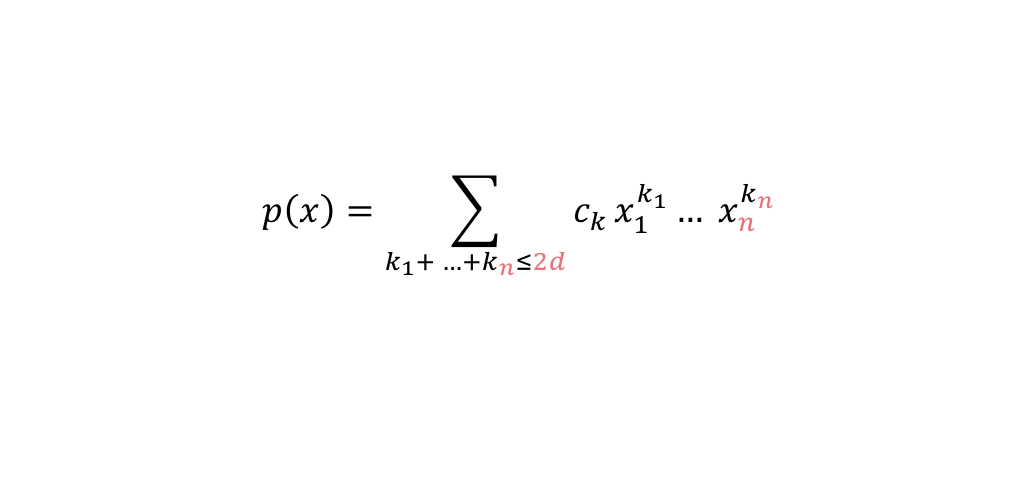 p(x) = ∑_{k₁+ ...+kₙ≤2d} c_k x₁^{k₁} ... xₙ^{kₙ}